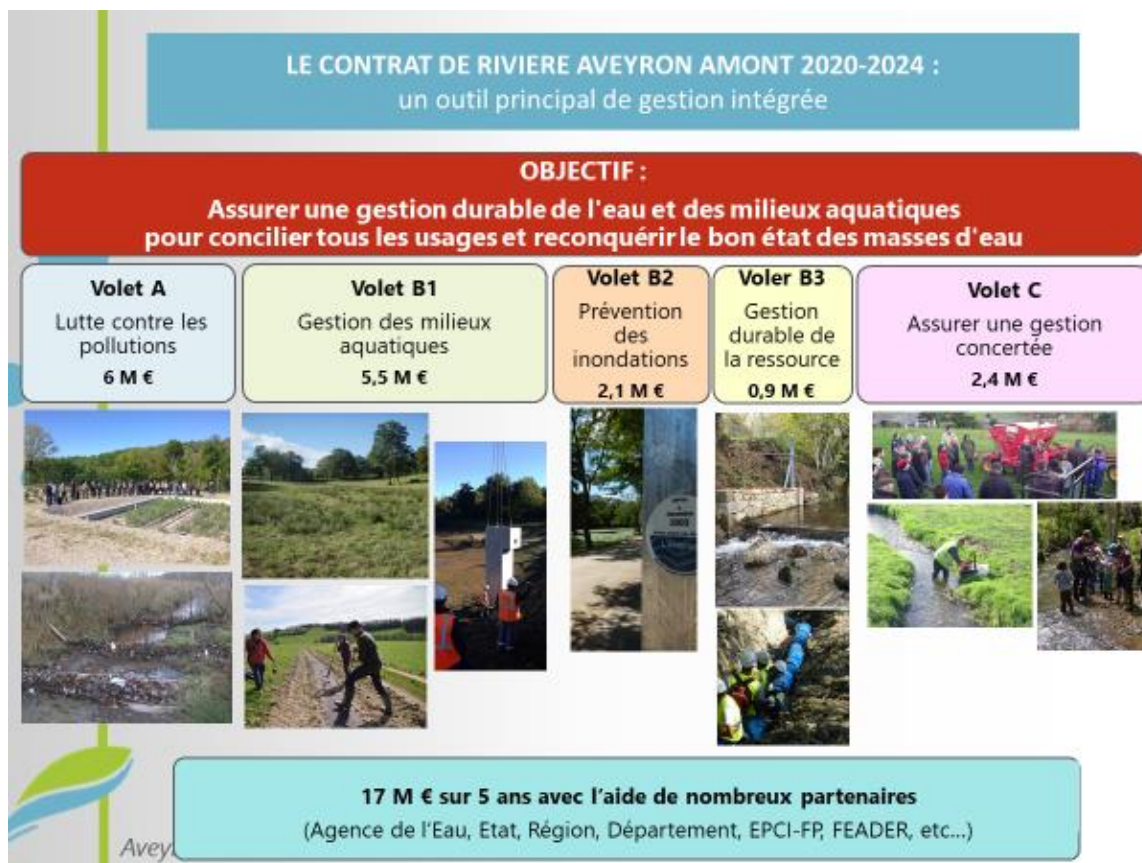 LE CONTRAT DE RIVIERE AVEYRON AMONT 2020-2024 :
un outil principal de gestion intégrée
OBJECTIF :
Assurer une gestion durable de l'eau et des milieux aquatiques
pour concilier tous les usages et reconquérir le bon état des masses d'eau
Volet A
Lutte contre les
pollutions
6 M €
Volet B1
Gestion des milieux
aquatiques
5,5 M €
Volet B2
Prévention
des
inondations
2,1 M €
Voler B3
Gestion
durable de
la ressource
0,9 M €
Volet C
Assurer une gestion
concertée
2,4 M €
2003
17 M € sur 5 ans avec l'aide de nombreux partenaires
(Agence de l'Eau, Etat, Région, Département, EPCI-FP, FEADER, etc...)